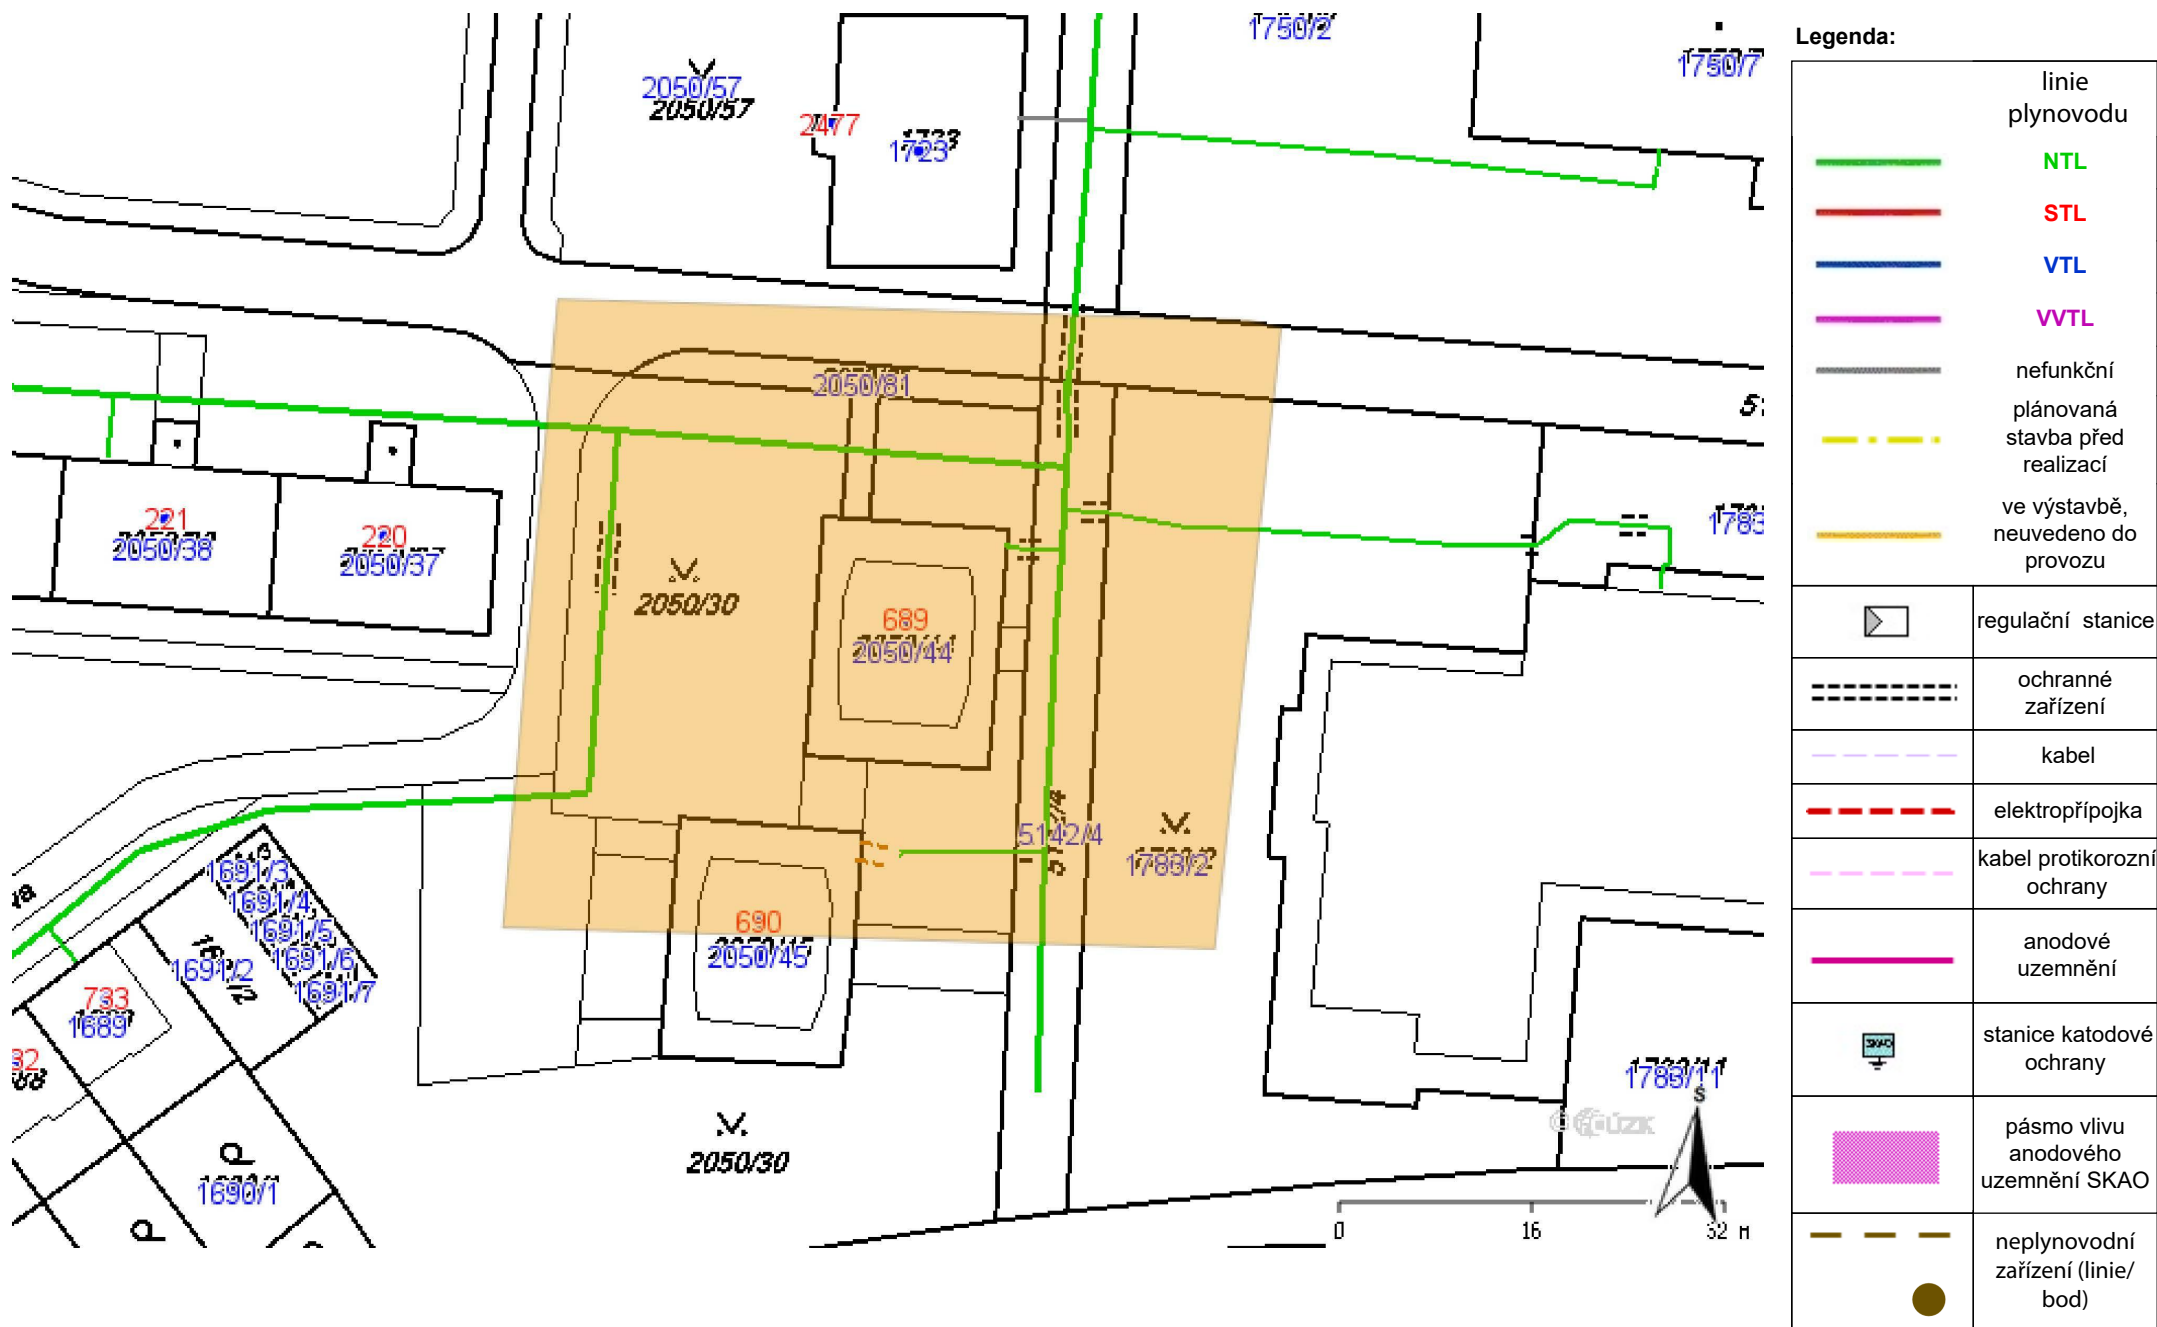 1750/2
1750/7
2050/57
2050/57
2477
1723
1723
2050/81
221
2050/38
220
2050/37
2050/30
689
2050/44
1783
5142/4
1783/2
690
2050/45
1691/3
1691/4
1691/5
1691/6
1691/7
1691/2
733
1689
1783/11
2050/30
P
1690/1
P
S
0 16 32 M
Legenda:
linie
plynovodu
NTL
STL
VTL
VVTL
nefunkční
plánovaná
stavba před
realizací
ve výstavbě,
neuvedeno do
provozu
regulační stanice
ochranné
zařízení
kabel
elektropřípojka
kabel protikorozní
ochrany
anodové
uzemnění
SKAO
stanice katodové
ochrany
pásmo vlivu
anodového
uzemnění SKAO
neplynovodní
zařízení (linie/
bod)